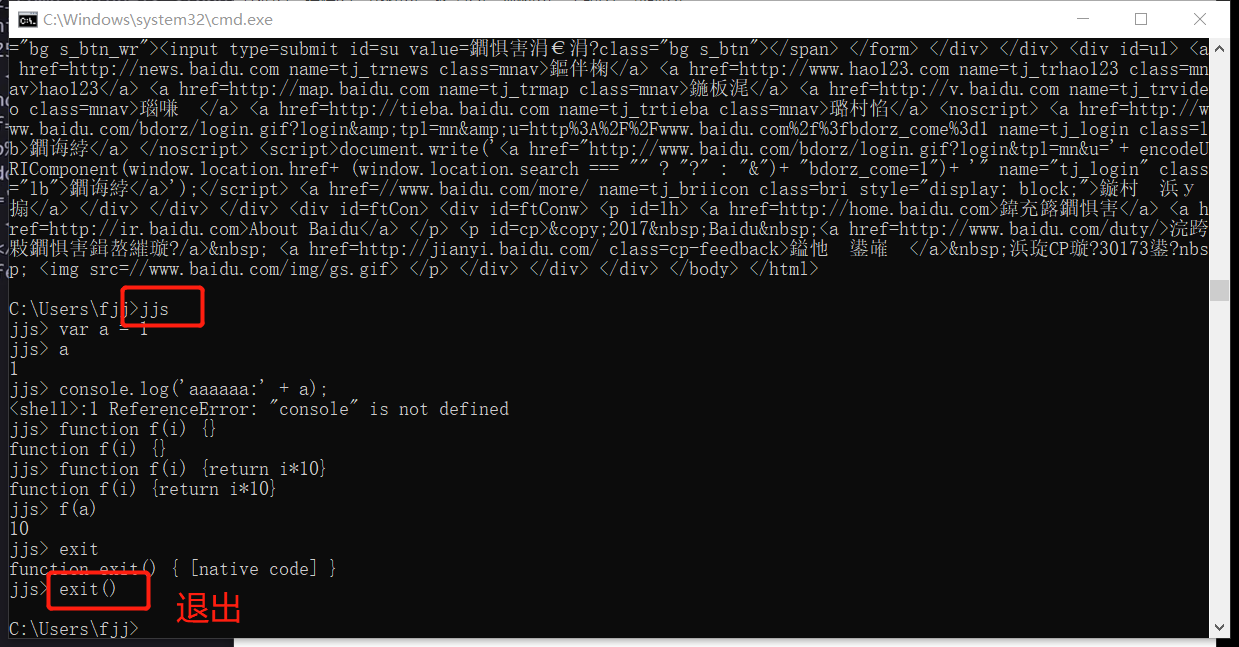 C:\Windows\system32\cmd.exe
="bg s_btn_wr"><input type=submit id=su value=鐧惧害涓€涓?class="bg s_btn"></span> </form> </div> </div> <div id=u1> <a
 href=http://news.baidu.com name=tj_trnews class=mnav>鏂伴椈</a> <a href=http://www.hao123.com name=tj_trhao123 class=mn
av>hao123</a> <a href=http://map.baidu.com name=tj_trmap class=mnav>鍦板浘</a> <a href=http://v.baidu.com name=tj_trvide
o class=mnav>瑙嗛  </a> <a href=http://tieba.baidu.com name=tj_trtieba class=mnav>璐村惂</a> <noscript> <a href=http://w
ww.baidu.com/bdorz/login.gif?login&amp;tpl=mn&amp;u=http%3A%2F%2Fwww.baidu.com%2f%3fbdorz_come%3d1 name=tj_login class=l
b>鐧诲綍</a> </noscript> <script>document.write('<a href="http://www.baidu.com/bdorz/login.gif?login&tpl=mn&u='+ encodeU
RIComponent(window.location.href+ (window.location.search === "" ? "?" : "&")+ "bdorz_come=1")+ '" name="tj_login" class
="lb">鐧诲綍</a>');</script> <a href=//www.baidu.com/more/ name=tj_briicon class=bri style="display: block;">鏇村  浜у
搧</a> </div> </div> </div> <div id=ftCon> <div id=ftConw> <p id=lh> <a href=http://home.baidu.com>鍏充簬鐧惧害</a> <a h
ref=http://ir.baidu.com>About Baidu</a> </p> <p id=cp>&copy;2017&nbsp;Baidu&nbsp;<a href=http://www.baidu.com/duty/>浣跨
敤鐧惧害鍓嶅繀璇?/a>&nbsp; <a href=http://jianyi.baidu.com/ class=cp-feedback>鎰忚  鍙嶉  </a>&nbsp;浜琁CP璇?30173鍙?nbs
p; <img src=//www.baidu.com/img/gs.gif> </p> </div> </div> </div> </body> </html>
C:\Users\fjj>jjs
jjs> var a = 1
jjs> a
1
jjs> console.log('aaaaaa:' + a);
<shell>:1 ReferenceError: "console" is not defined
jjs> function f(i) {}
function f(i) {}
jjs> function f(i) {return i*10}
function f(i) {return i*10}
jjs> f(a)
10
jjs> exit
function exit() { [native code] }
jjs> exit()
退出
C:\Users\fjj>